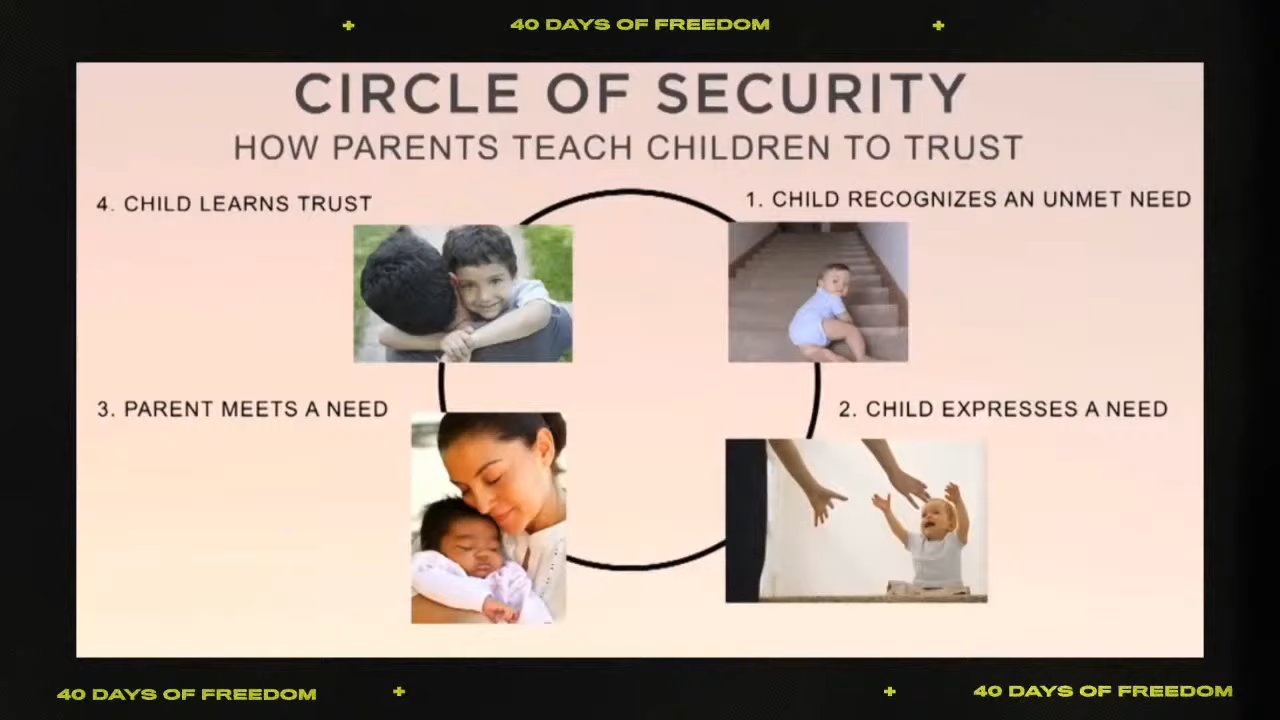 40 DAYS OF FREEDOM
CIRCLE OF SECURITY
HOW PARENTS TEACH CHILDREN TO TRUST
4. CHILD LEARNS TRUST
1. CHILD RECOGNIZES AN UNMET NEED
3. PARENT MEETS A NEED
2. CHILD EXPRESSES A NEED
40 DAYS OF FREEDOM
40 DAYS OF FREEDOM